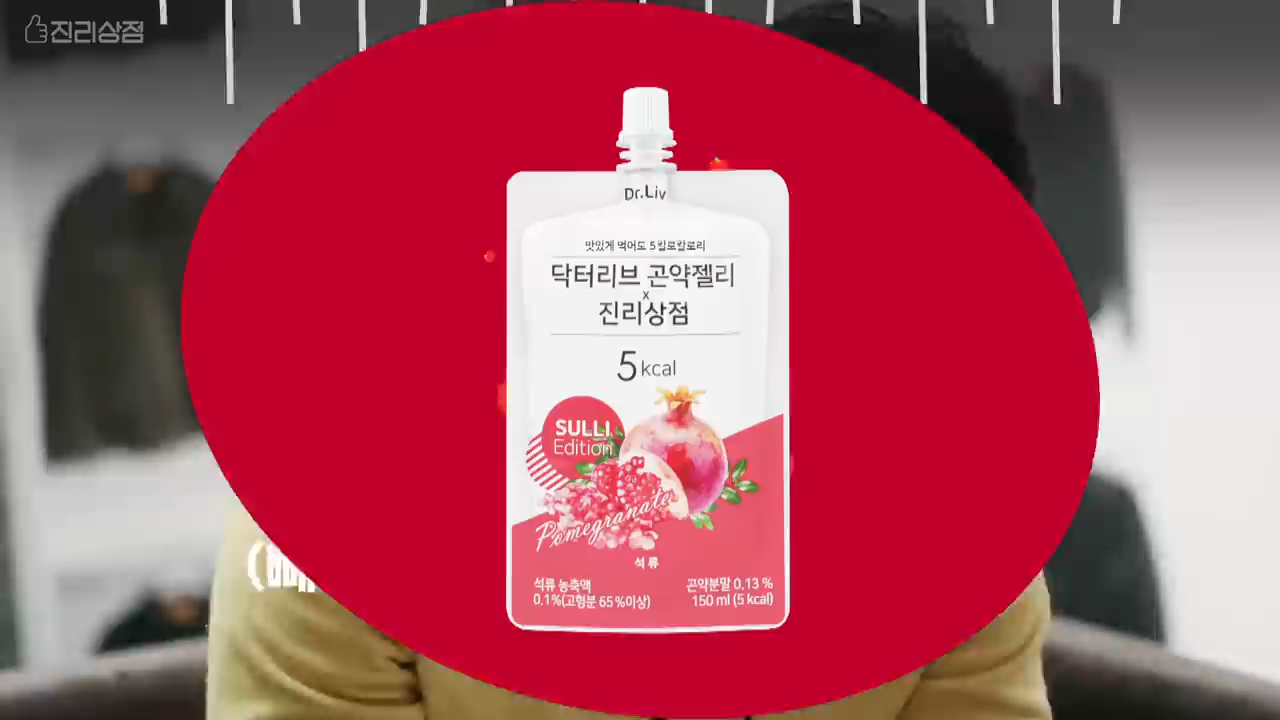 진리상점
Dr.Liv
맛있게 먹어도 5킬로칼로리
닥터리브 곤약젤리
x
진리상점
5 kcal
SULLI
Edition
Pomegranate
석류
석류 농축액
0.1%(고형분 65%이상)
곤약분말 0.13 %
150 ml (5 kcal)